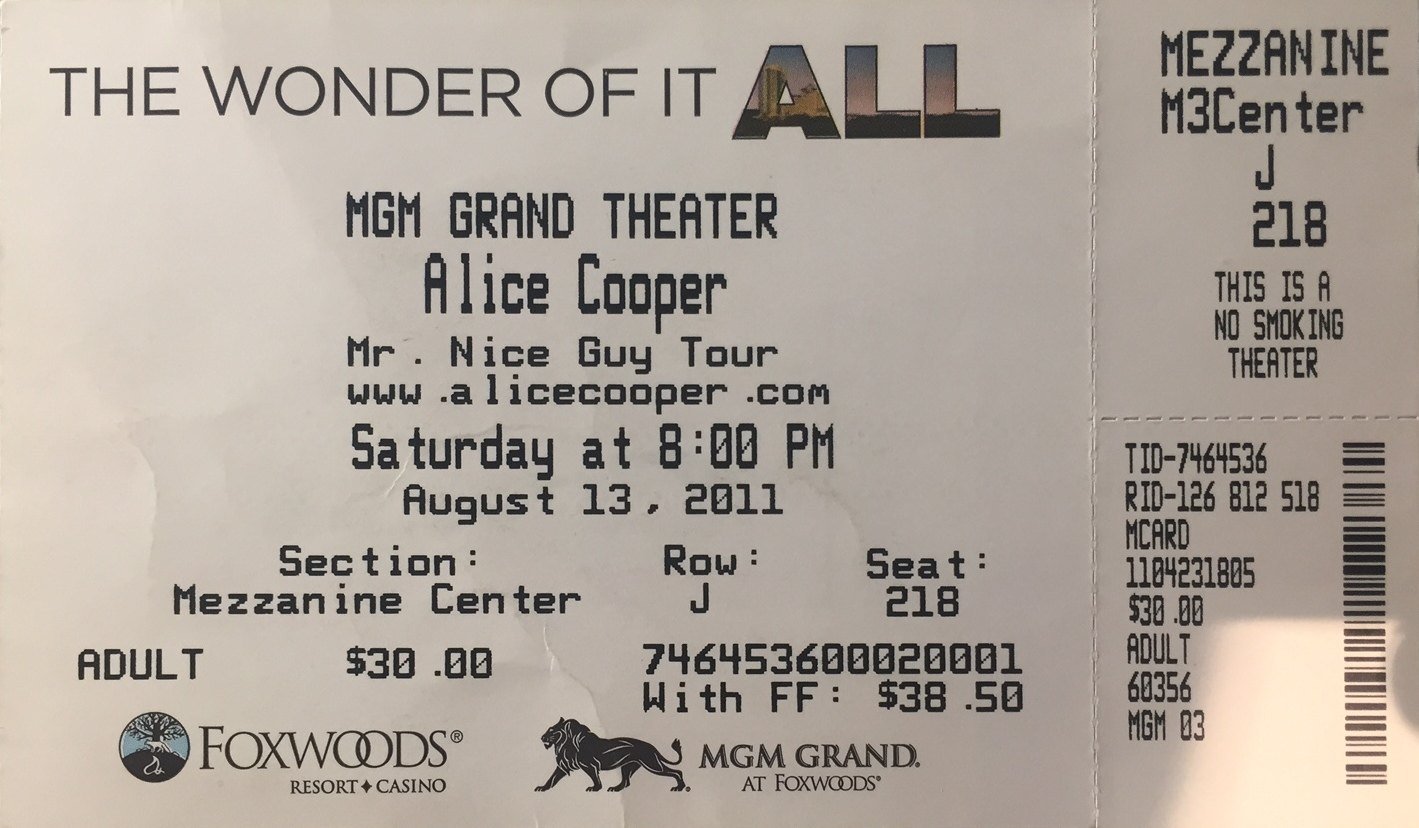 THE WONDER OF IT ALL
MGM GRAND THEATER
Alice Cooper
Mr. Nice Guy Tour
www.alicecooper.com
Saturday at 8:00 PM
August 13, 2011
Section: Row: Seat:
Mezzanine Center J 218
ADULT $30.00 746453600020001
With FF: $38.50
FOXWOODS®
RESORT ♦ CASINO
MGM GRAND®
AT FOXWOODS®
MEZZANINE
M3Center
J
218
THIS IS A
NO SMOKING
THEATER
TID-7464536
RID-126 812 518
MCARD
1104231805
$30.00
ADULT
60356
MGM 03